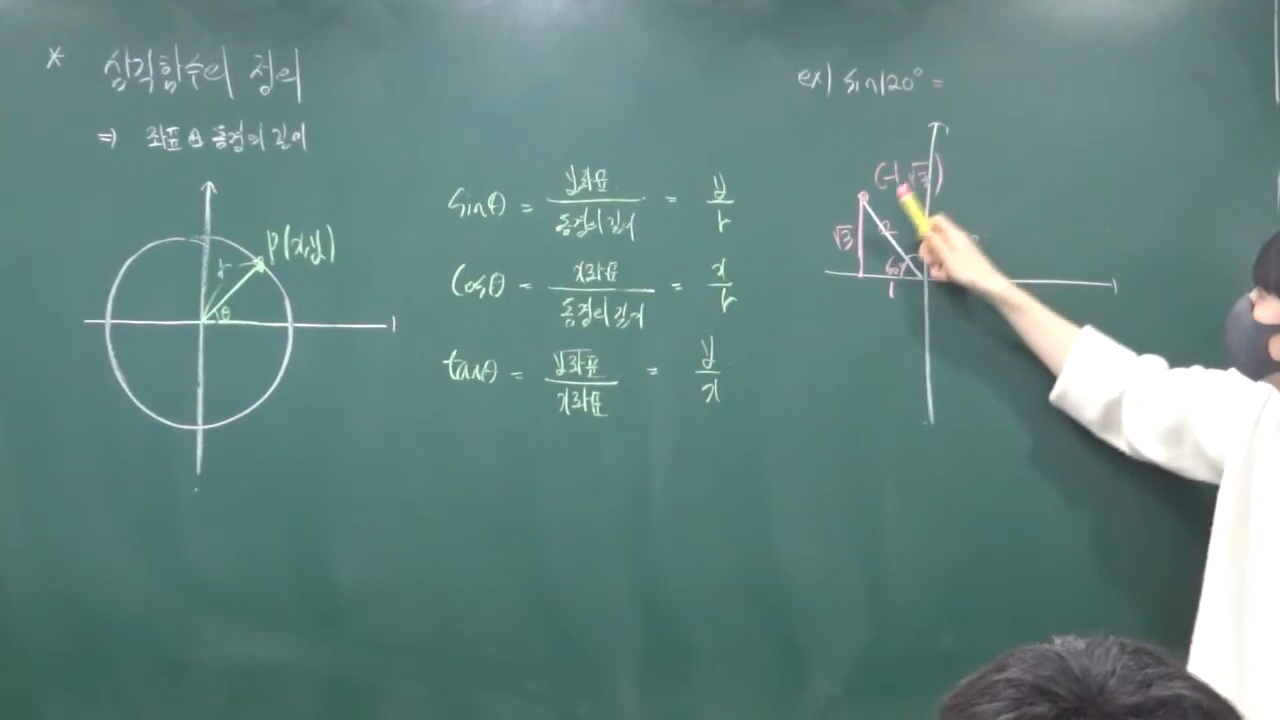 * 삼각함수의 정의
⇒ 좌표 & 동경의 길이
P(x,y)
r
θ
sinθ = y좌표/동경의 길이 = y/r
cosθ = x좌표/동경의 길이 = x/r
tanθ = y좌표/x좌표 = y/x
ex) sin120° =
(-1,√3)
√3
2
60°
1